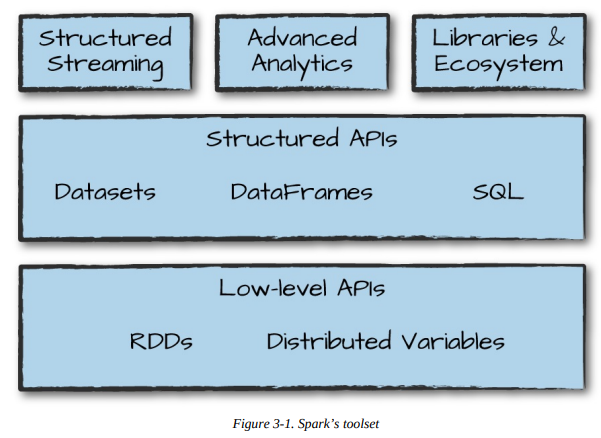 Structured
Streaming
Advanced
Analytics
Libraries &
Ecosystem
Structured APIs
Datasets DataFrames SQL
Low-level APIs
RDDs Distributed Variables
Figure 3-1. Spark's toolset